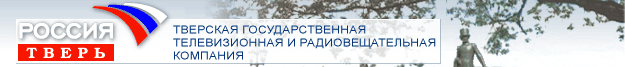 РОССИЯ
ТВЕРЬ
ТВЕРСКАЯ ГОСУДАРСТВЕННАЯ
ТЕЛЕВИЗИОННАЯ И РАДИОВЕЩАТЕЛЬНАЯ
КОМПАНИЯ